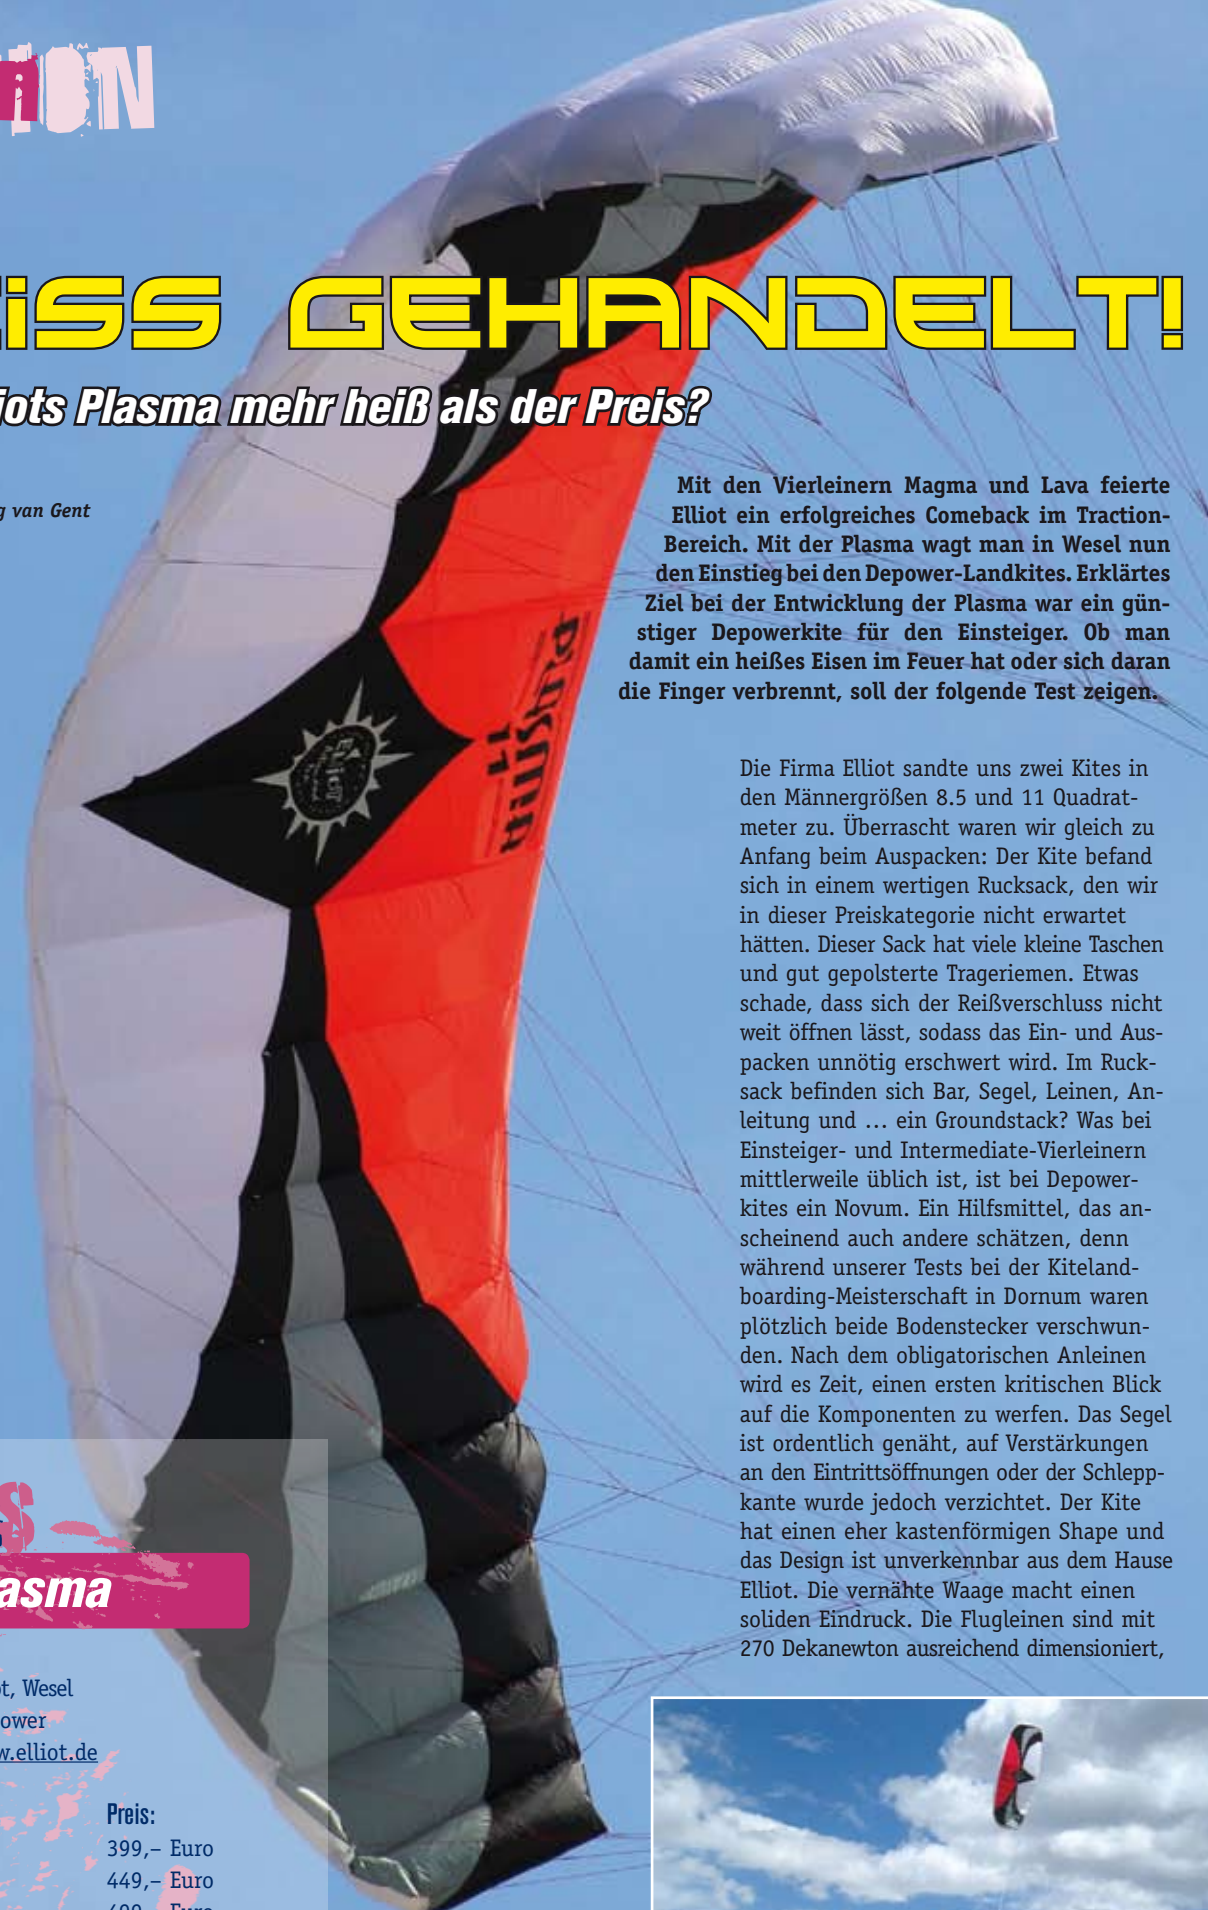 iON
iSS GEHANDELT!
iots Plasma mehr heiß als der Preis?
g van Gent
Mit den Vierleinern Magma und Lava feierte
Elliot ein erfolgreiches Comeback im Traction-
Bereich. Mit der Plasma wagt man in Wesel nun
den Einstieg bei den Depower-Landkites. Erklärtes
Ziel bei der Entwicklung der Plasma war ein gün-
stiger Depowerkite für den Einsteiger. Ob man
damit ein heißes Eisen im Feuer hat oder sich daran
die Finger verbrennt, soll der folgende Test zeigen.
Plasma
11
Elliot
Die Firma Elliot sandte uns zwei Kites in
den Männergrößen 8.5 und 11 Quadrat-
meter zu. Überrascht waren wir gleich zu
Anfang beim Auspacken: Der Kite befand
sich in einem wertigen Rucksack, den wir
in dieser Preiskategorie nicht erwartet
hätten. Dieser Sack hat viele kleine Taschen
und gut gepolsterte Trageriemen. Etwas
schade, dass sich der Reißverschluss nicht
weit öffnen lässt, sodass das Ein- und Aus-
packen unnötig erschwert wird. Im Ruck-
sack befinden sich Bar, Segel, Leinen, An-
leitung und … ein Groundstack? Was bei
Einsteiger- und Intermediate-Vierleinern
mittlerweile üblich ist, ist bei Depower-
kites ein Novum. Ein Hilfsmittel, das an-
scheinend auch andere schätzen, denn
während unserer Tests bei der Kiteland-
boarding-Meisterschaft in Dornum waren
plötzlich beide Bodenstecker verschwun-
den. Nach dem obligatorischen Anleinen
wird es Zeit, einen ersten kritischen Blick
auf die Komponenten zu werfen. Das Segel
ist ordentlich genäht, auf Verstärkungen
an den Eintrittsöffnungen oder der Schlepp-
kante wurde jedoch verzichtet. Der Kite
hat einen eher kastenförmigen Shape und
das Design ist unverkennbar aus dem Hause
Elliot. Die vernähte Waage macht einen
soliden Eindruck. Die Flugleinen sind mit
270 Dekanewton ausreichend dimensioniert,
S
asma
t, Wesel
ower
w.elliot.de
Preis:
399,– Euro
449,– Euro
499,– Euro